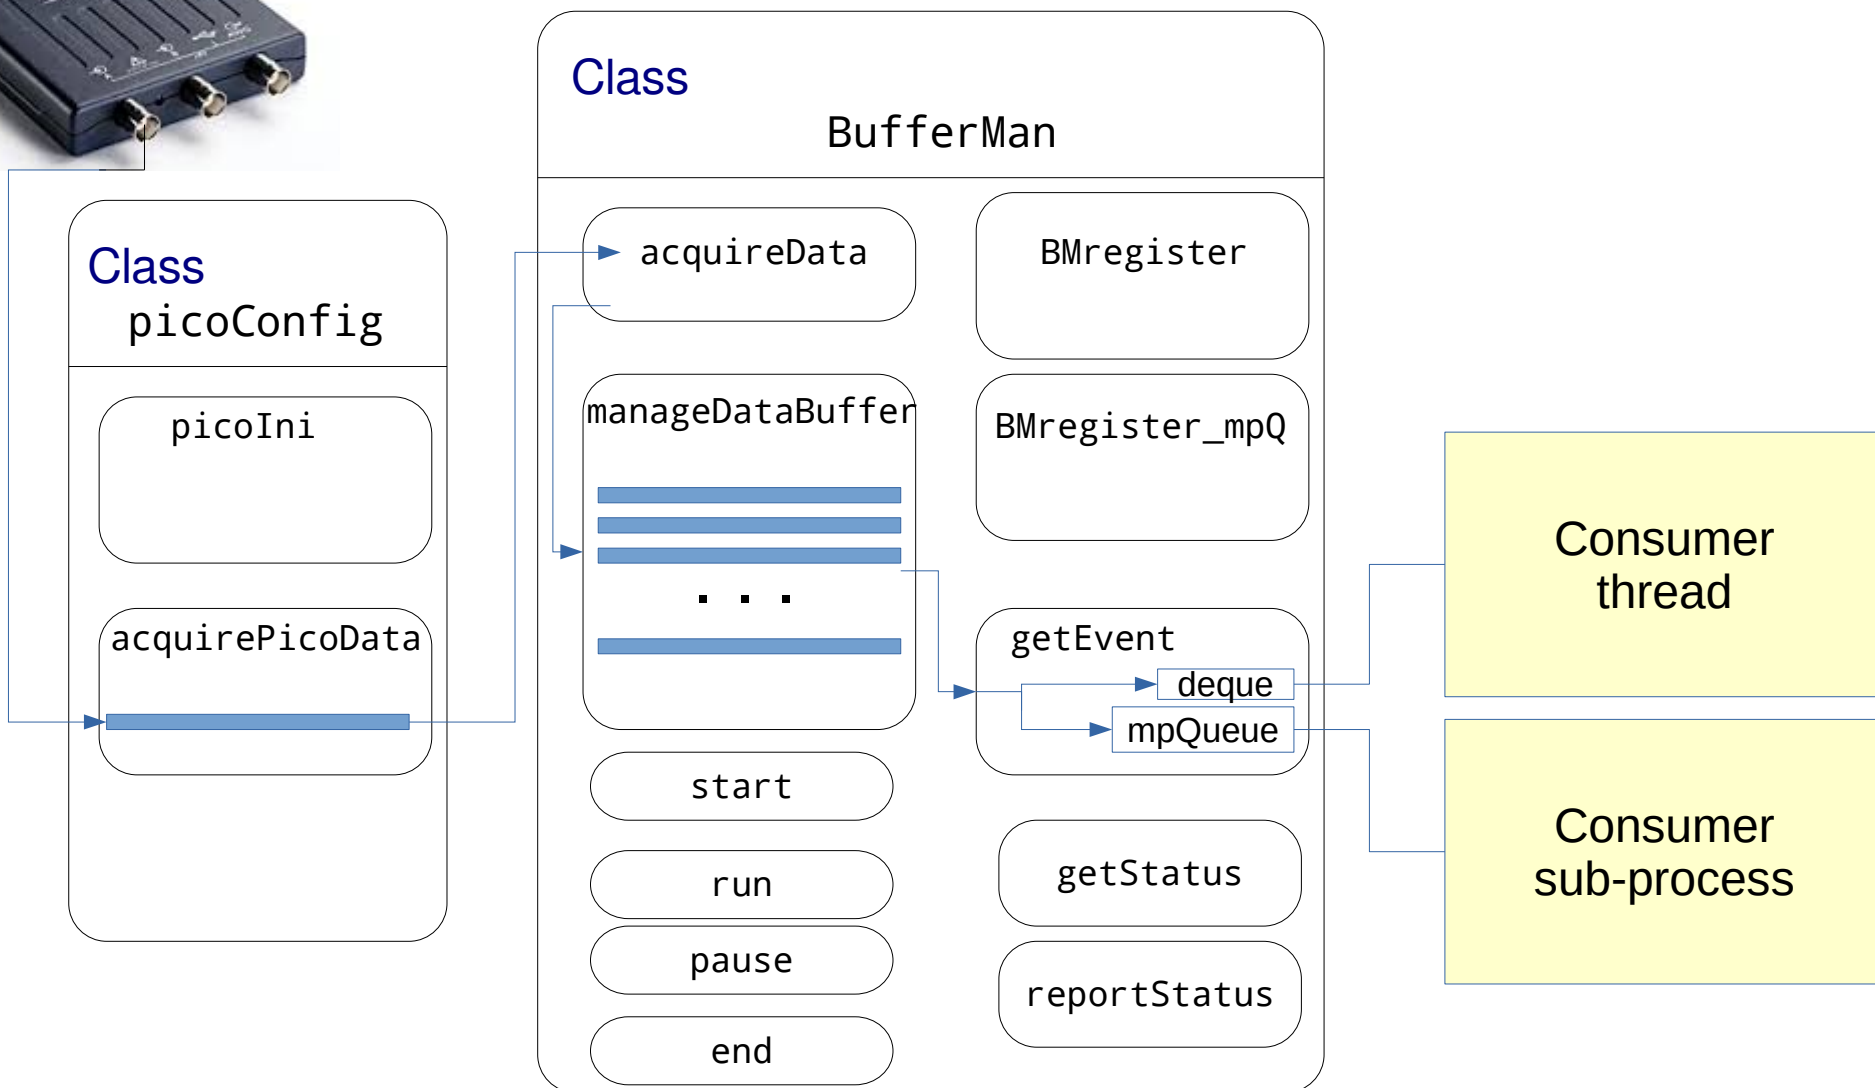 Class
picoConfig
picoIni
acquirePicoData
Class
BufferMan
acquireData
manageDataBuffer
. . .
start
run
pause
end
BMregister
BMregister_mpQ
getEvent
deque
mpQueue
getStatus
reportStatus
Consumer
thread
Consumer
sub-process